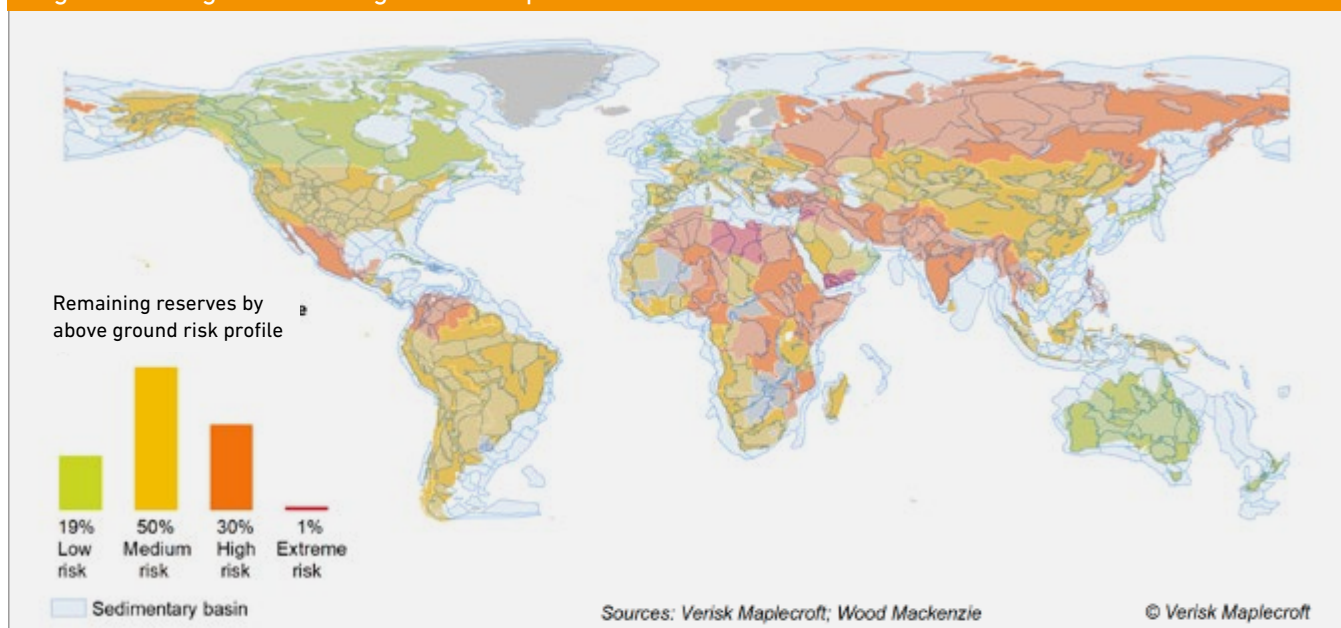 Remaining reserves by
above ground risk profile
19% 50% 30% 1%
Low Medium High Extreme
risk risk risk risk
Sedimentary basin
Sources: Verisk Maplecroft; Wood Mackenzie © Verisk Maplecroft